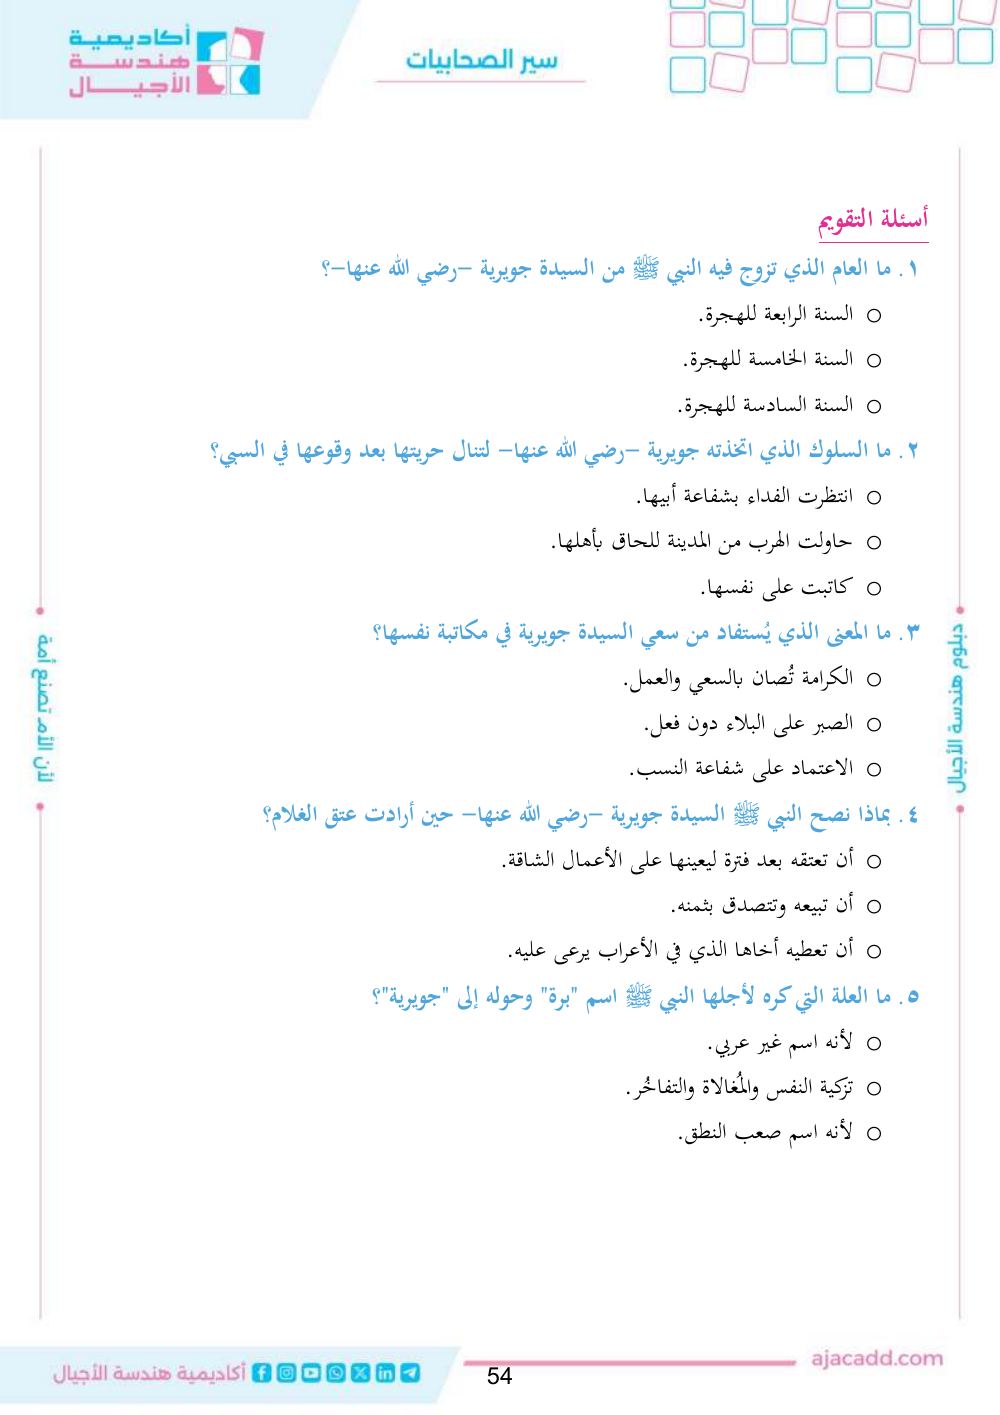 أكاديمية
هندسة
الأجيال
سير الصحابيات
أسئلة التقويم
١. ما العام الذي تزوج فيه النبي ﷺ من السيدة جويرية –رضي الله عنها–؟
○ السنة الرابعة للهجرة.
○ السنة الخامسة للهجرة.
○ السنة السادسة للهجرة.
٢. ما السلوك الذي اتخذته جويرية –رضي الله عنها– لتنال حريتها بعد وقوعها في السبي؟
○ انتظرت الفداء بشفاعة أبيها.
○ حاولت الهرب من المدينة للحاق بأهلها.
○ كاتبت على نفسها.
٣. ما المعنى الذي يُستفاد من سعي السيدة جويرية في مكاتبة نفسها؟
○ الكرامة تُصان بالسعي والعمل.
○ الصبر على البلاء دون فعل.
○ الاعتماد على شفاعة النسب.
٤. بماذا نصح النبي ﷺ السيدة جويرية –رضي الله عنها– حين أرادت عتق الغلام؟
○ أن تعتقه بعد فترة ليعينها على الأعمال الشاقة.
○ أن تبيعه وتتصدق بثمنه.
○ أن تعطيه أخاها الذي في الأعراب يرعى عليه.
٥. ما العلة التي كره لأجلها النبي ﷺ اسم "برة" وحوله إلى "جويرية"؟
○ لأنه اسم غير عربي.
○ تزكية النفس والمُغالاة والتفاخُر.
○ لأنه اسم صعب النطق.
دبلوم هندسة الأجيال
لأن الأم تصنع أمة
ajacadd.com
54
أكاديمية هندسة الأجيال